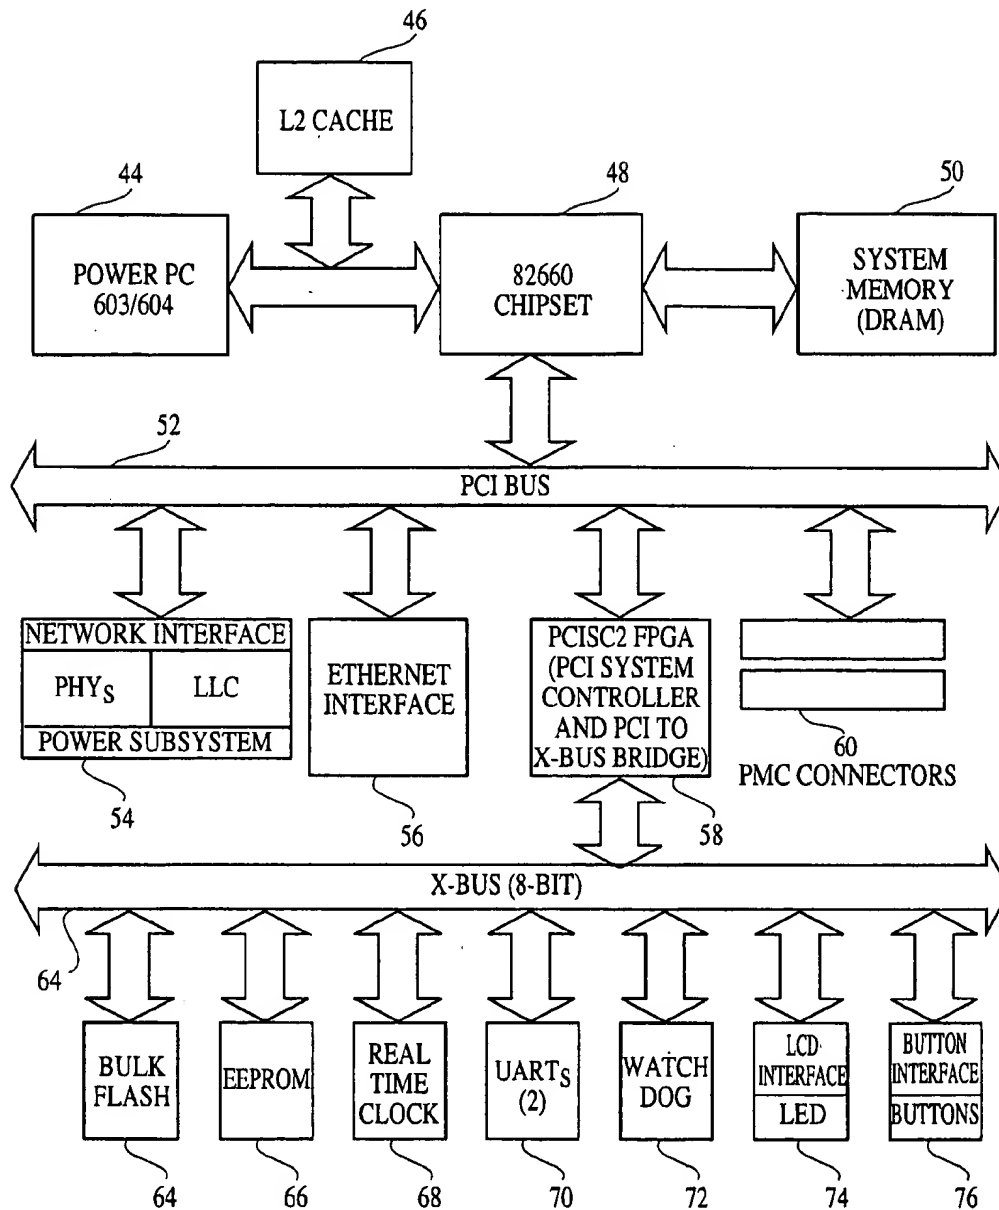 46
L2 CACHE
44
48
50
POWER PC
603/604
82660
CHIPSET
SYSTEM
MEMORY
(DRAM)
52
PCI BUS
NETWORK INTERFACE
PHYS
LLC
POWER SUBSYSTEM
54
ETHERNET
INTERFACE
56
PCISC2 FPGA
(PCI SYSTEM
CONTROLLER
AND PCI TO
X-BUS BRIDGE)
58
60
PMC CONNECTORS
X-BUS (8-BIT)
64
BULK
FLASH
EEPROM
REAL
TIME
CLOCK
UARTS
(2)
WATCH
DOG
LCD
INTERFACE
LED
BUTTON
INTERFACE
BUTTONS
64
66
68
70
72
74
76